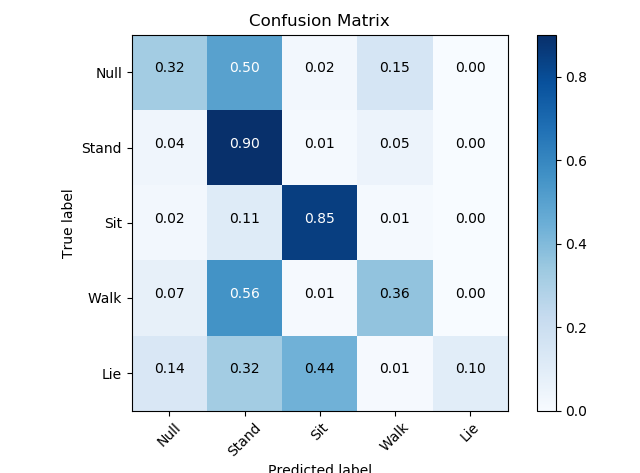 Confusion Matrix
True label
Null 0.32 0.50 0.02 0.15 0.00
Stand 0.04 0.90 0.01 0.05 0.00
Sit 0.02 0.11 0.85 0.01 0.00
Walk 0.07 0.56 0.01 0.36 0.00
Lie 0.14 0.32 0.44 0.01 0.10
Null Stand Sit Walk Lie
Predicted label
0.8
0.6
0.4
0.2
0.0